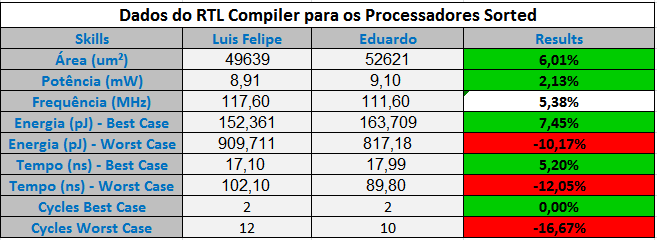 Dados do RTL Compiler para os Processadores Sorted
Skills Luis Felipe Eduardo Results
Área (um²) 49639 52621 6,01%
Potência (mW) 8,91 9,10 2,13%
Frequência (MHz) 117,60 111,60 5,38%
Energia (pJ) - Best Case 152,361 163,709 7,45%
Energia (pJ) - Worst Case 909,711 817,18 -10,17%
Tempo (ns) - Best Case 17,10 17,99 5,20%
Tempo (ns) - Worst Case 102,10 89,80 -12,05%
Cycles Best Case 2 2 0,00%
Cycles Worst Case 12 10 -16,67%